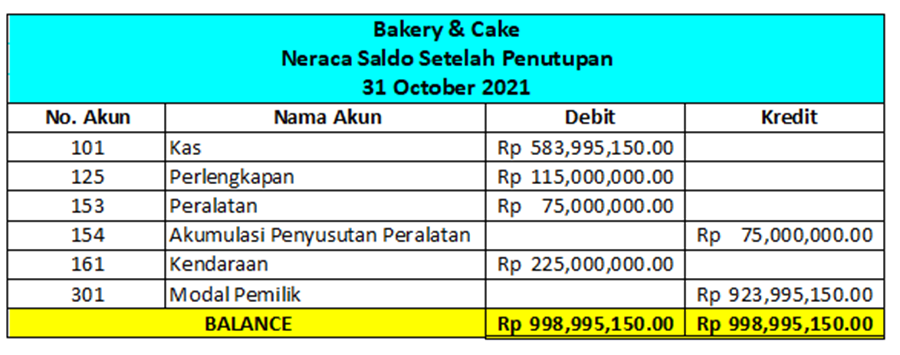 Bakery & Cake
Neraca Saldo Setelah Penutupan
31 October 2021
No. Akun Nama Akun Debit Kredit
101 Kas Rp 583,995,150.00
125 Perlengkapan Rp 115,000,000.00
153 Peralatan Rp 75,000,000.00
154 Akumulasi Penyusutan Peralatan Rp 75,000,000.00
161 Kendaraan Rp 225,000,000.00
301 Modal Pemilik Rp 923,995,150.00
BALANCE Rp 998,995,150.00 Rp 998,995,150.00